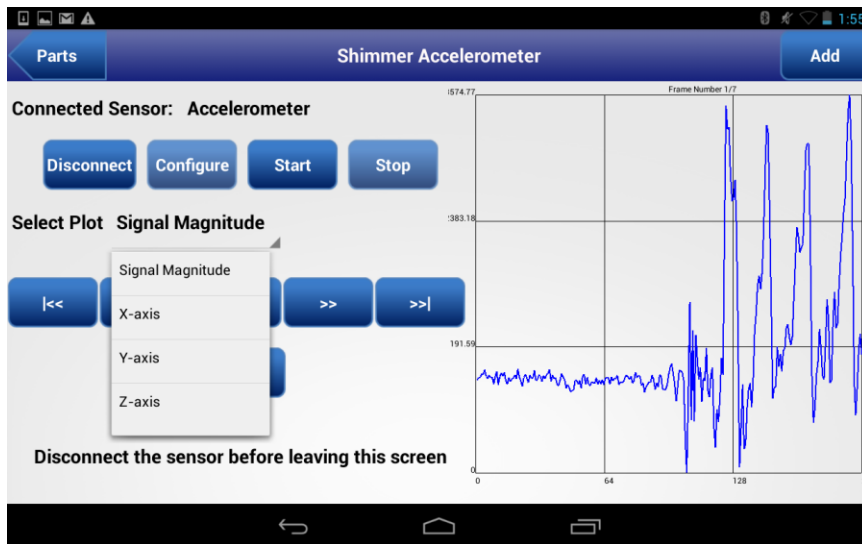 1:55
Parts
Shimmer Accelerometer
Add
Connected Sensor: Accelerometer
Disconnect
Configure
Start
Stop
Select Plot Signal Magnitude
Signal Magnitude
X-axis
Y-axis
Z-axis
|<<
>>
>>|
Disconnect the sensor before leaving this screen
Frame Number 1/7
574.77
383.18
191.59
0
0
64
128